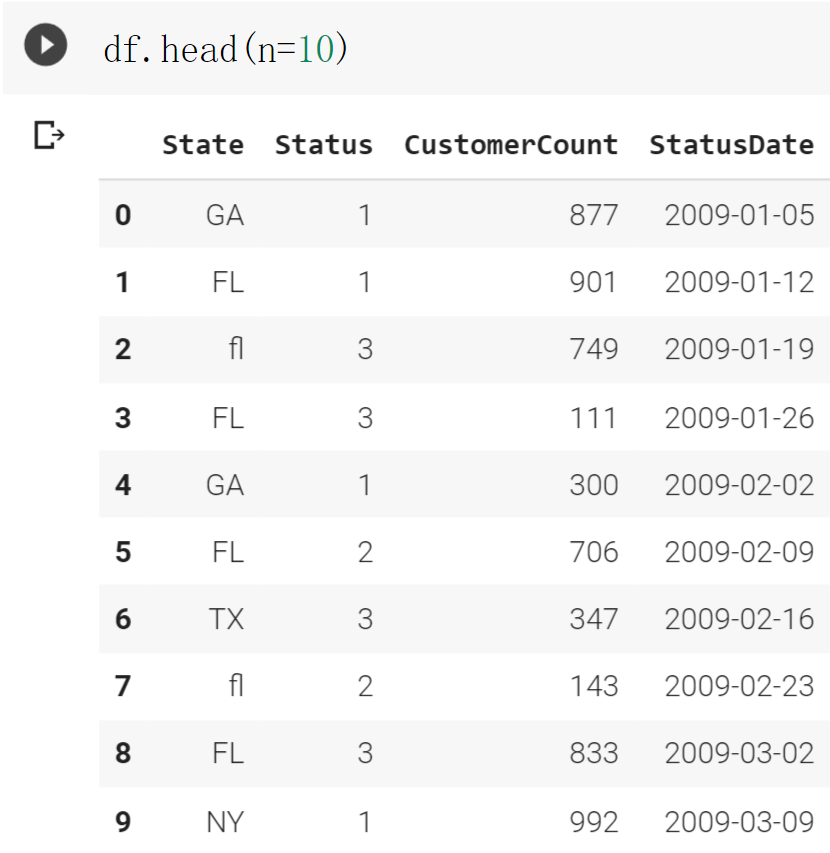 df.head(n=10)
State Status CustomerCount StatusDate
0 GA 1 877 2009-01-05
1 FL 1 901 2009-01-12
2 fl 3 749 2009-01-19
3 FL 3 111 2009-01-26
4 GA 1 300 2009-02-02
5 FL 2 706 2009-02-09
6 TX 3 347 2009-02-16
7 fl 2 143 2009-02-23
8 FL 3 833 2009-03-02
9 NY 1 992 2009-03-09